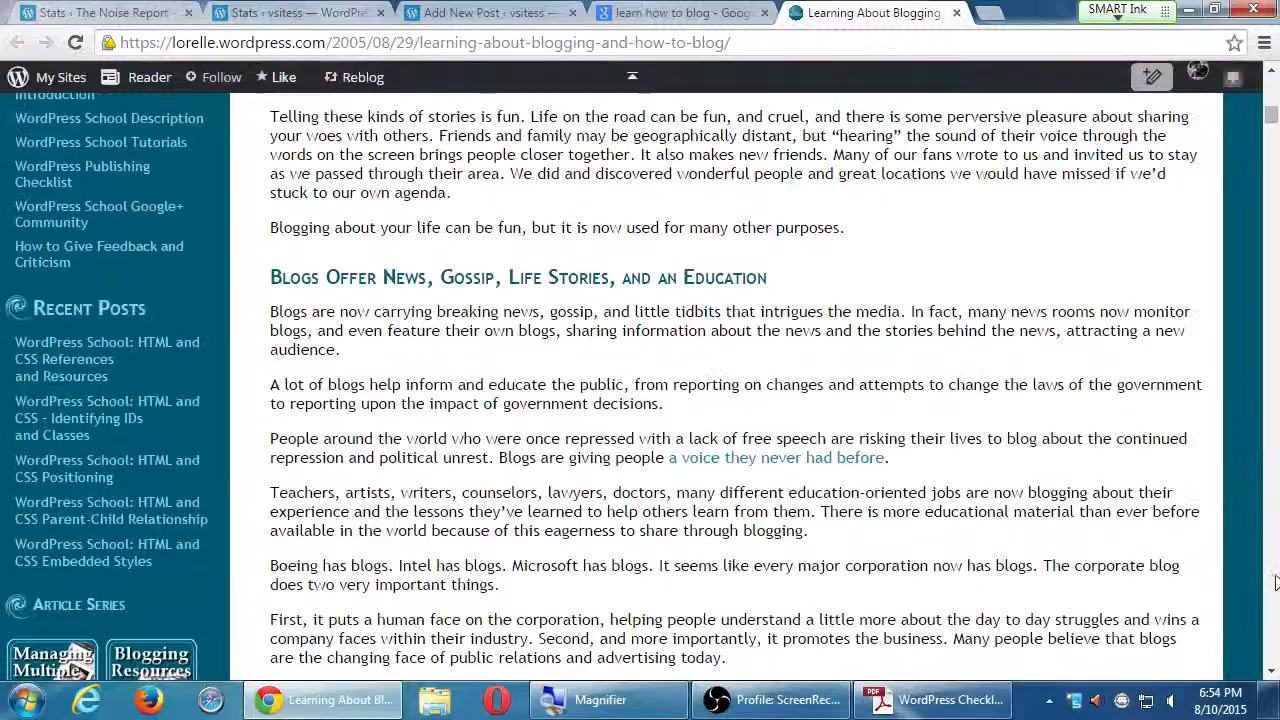 Stats ‹ The Noise Report -
Stats ‹ vsitess — WordPre
Add New Post ‹ vsitess —
learn how to blog - Goog
Learning About Blogging
SMART Ink
https://lorelle.wordpress.com/2005/08/29/learning-about-blogging-and-how-to-blog/
My Sites
Reader
Follow
Like
Reblog
Introduction
WordPress School Description
WordPress School Tutorials
WordPress Publishing
Checklist
WordPress School Google+
Community
How to Give Feedback and
Criticism
Recent Posts
WordPress School: HTML and
CSS References
and Resources
WordPress School: HTML and
CSS – Identifying IDs
and Classes
WordPress School: HTML and
CSS Positioning
WordPress School: HTML and
CSS Parent-Child Relationship
WordPress School: HTML and
CSS Embedded Styles
Article Series
Managing
Multiple
Blogging
Resources
Telling these kinds of stories is fun. Life on the road can be fun, and cruel, and there is some perversive pleasure about sharing
your woes with others. Friends and family may be geographically distant, but “hearing” the sound of their voice through the
words on the screen brings people closer together. It also makes new friends. Many of our fans wrote to us and invited us to stay
as we passed through their area. We did and discovered wonderful people and great locations we would have missed if we’d
stuck to our own agenda.
Blogging about your life can be fun, but it is now used for many other purposes.
Blogs Offer News, Gossip, Life Stories, and an Education
Blogs are now carrying breaking news, gossip, and little tidbits that intrigues the media. In fact, many news rooms now monitor
blogs, and even feature their own blogs, sharing information about the news and the stories behind the news, attracting a new
audience.
A lot of blogs help inform and educate the public, from reporting on changes and attempts to change the laws of the government
to reporting upon the impact of government decisions.
People around the world who were once repressed with a lack of free speech are risking their lives to blog about the continued
repression and political unrest. Blogs are giving people a voice they never had before.
Teachers, artists, writers, counselors, lawyers, doctors, many different education-oriented jobs are now blogging about their
experience and the lessons they’ve learned to help others learn from them. There is more educational material than ever before
available in the world because of this eagerness to share through blogging.
Boeing has blogs. Intel has blogs. Microsoft has blogs. It seems like every major corporation now has blogs. The corporate blog
does two very important things.
First, it puts a human face on the corporation, helping people understand a little more about the day to day struggles and wins a
company faces within their industry. Second, and more importantly, it promotes the business. Many people believe that blogs
are the changing face of public relations and advertising today.
Learning About Bl...
Magnifier
Profile: ScreenRec...
PDF
WordPress Checkl...
6:54 PM
8/10/2015